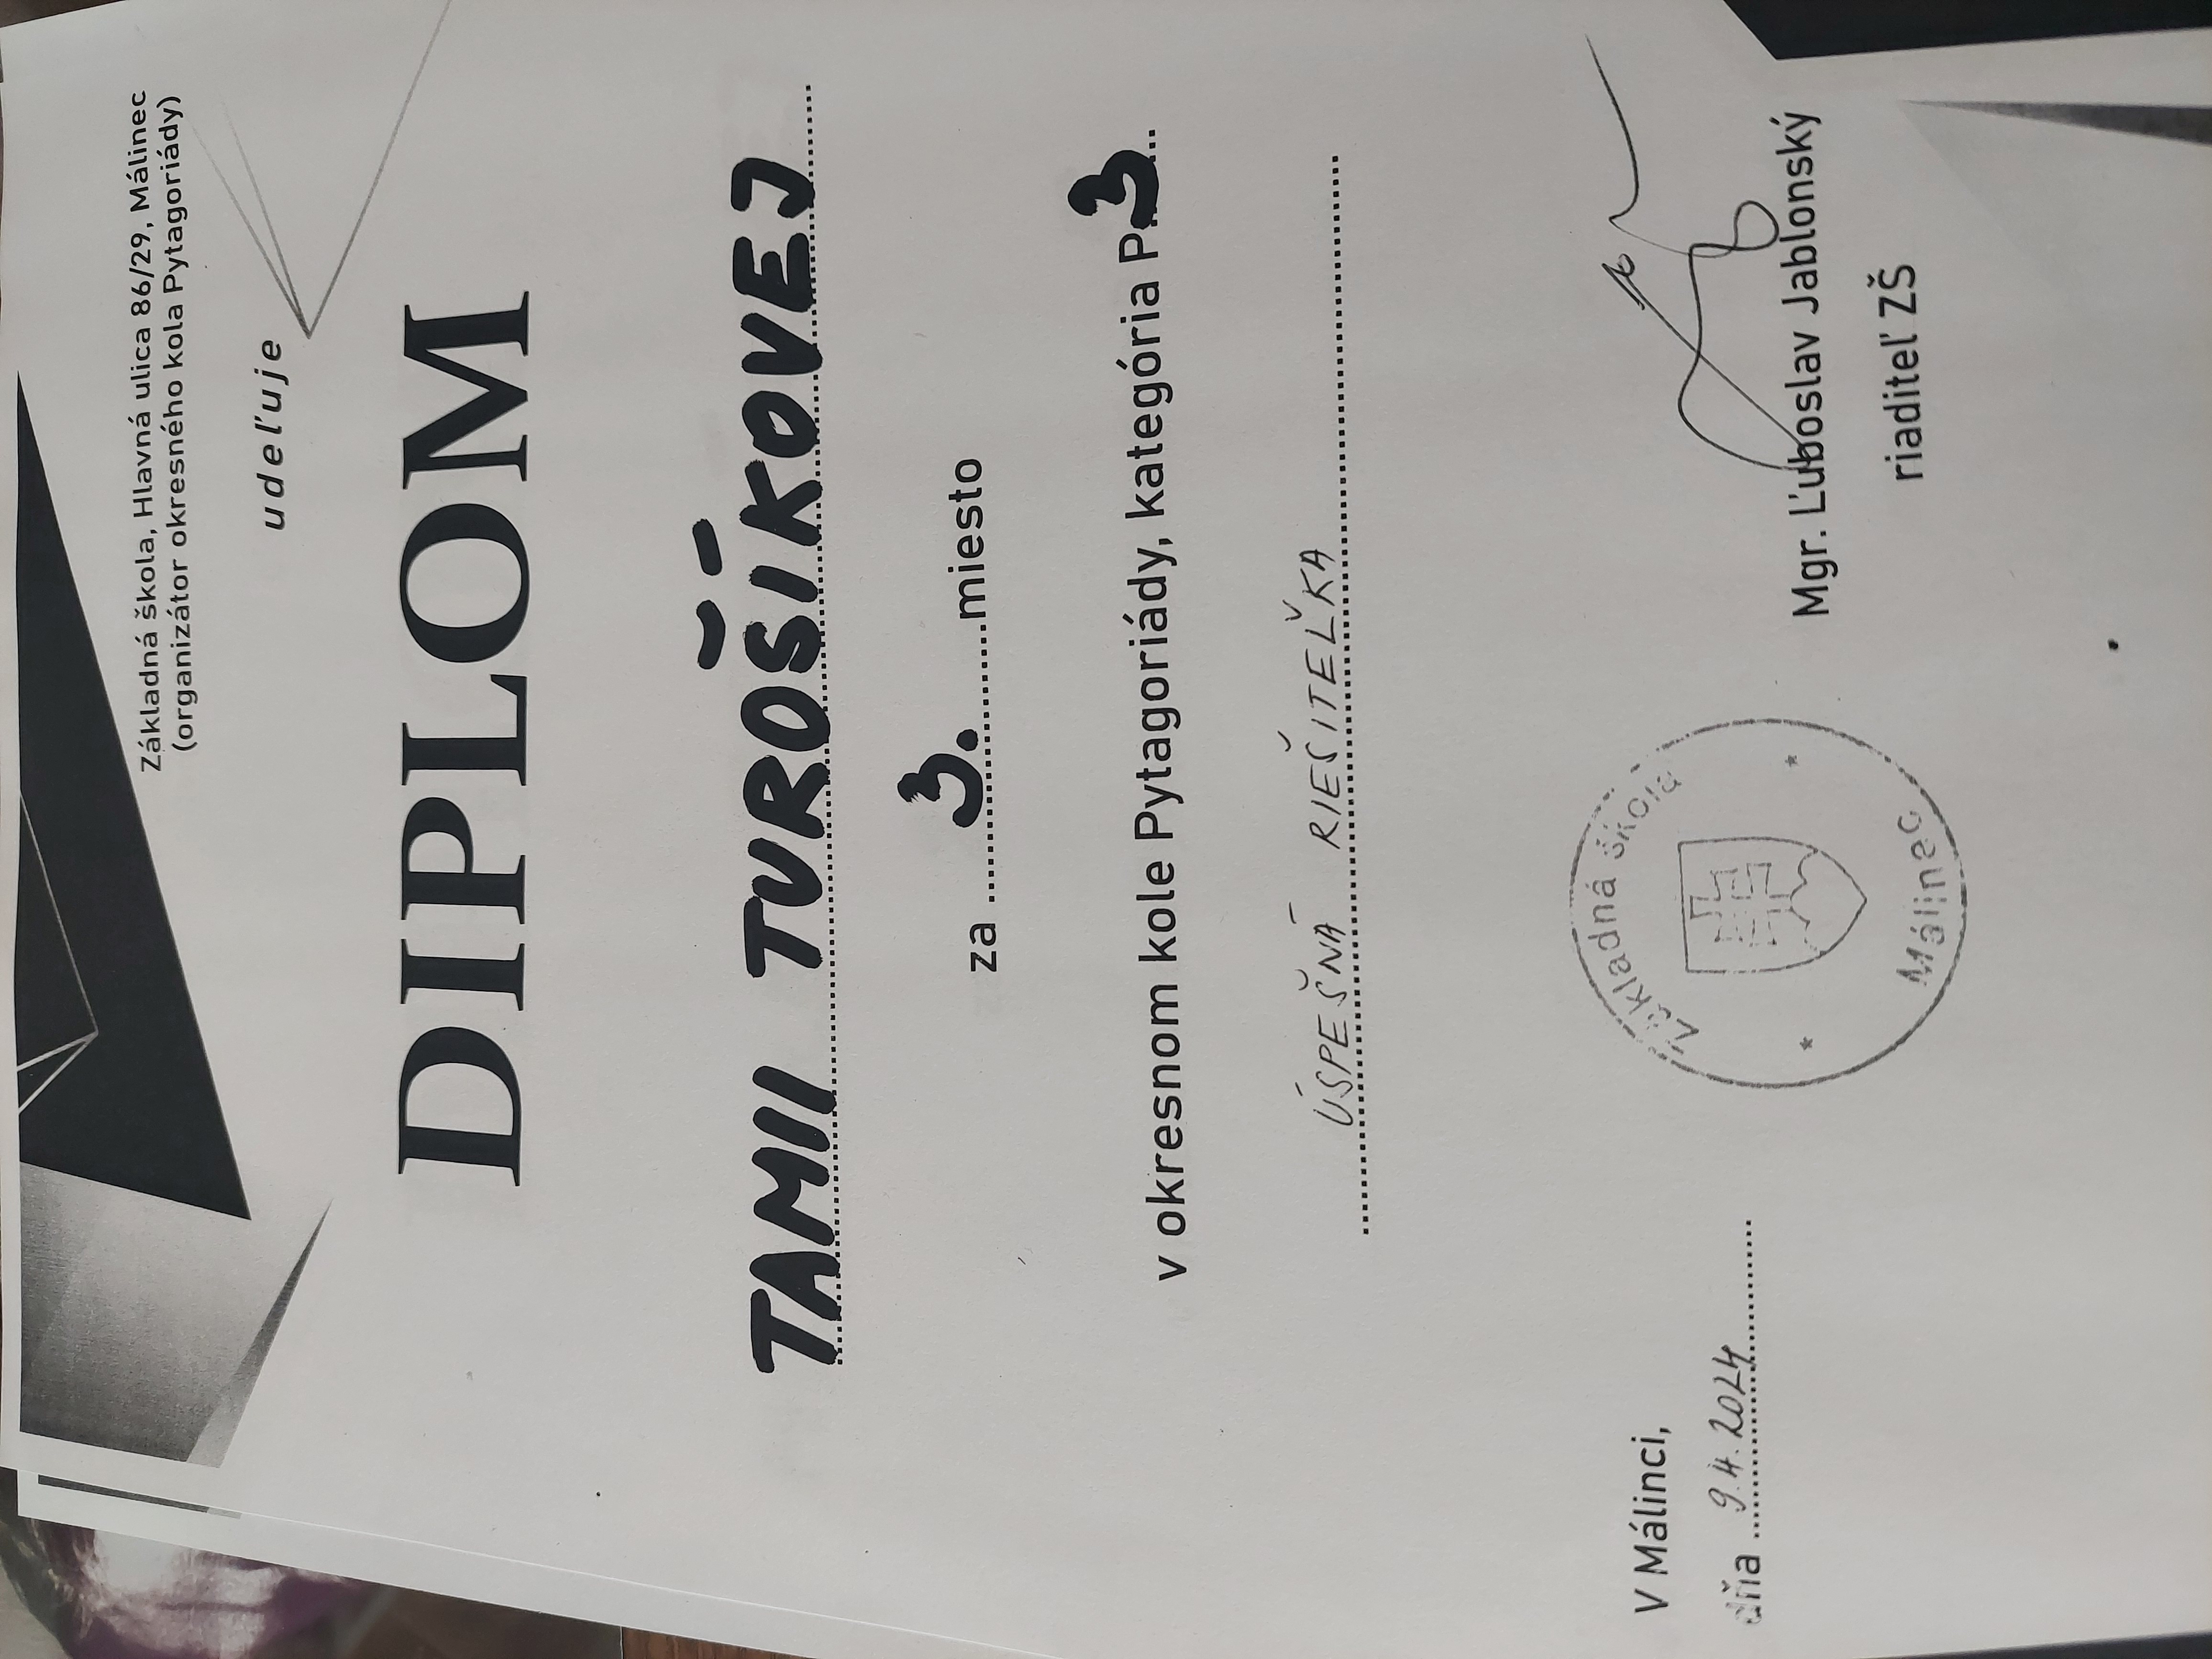 Základná škola, Hlavná ulica 86/29, Málinec
(organizátor okresného kola Pytagoriády)
udeľuje
DIPLOM
TAMII TUROŠÍKOVEJ
za ....3.........miesto
v okresnom kole Pytagoriády, kategória P.3..
ÚSPEŠNÁ RIEŠITEĽKA
V Málinci,
dňa ..9.4.2024..........
Základná škola
* *
Málinec
Mgr. Ľuboslav Jablonský
riaditeľ ZŠ